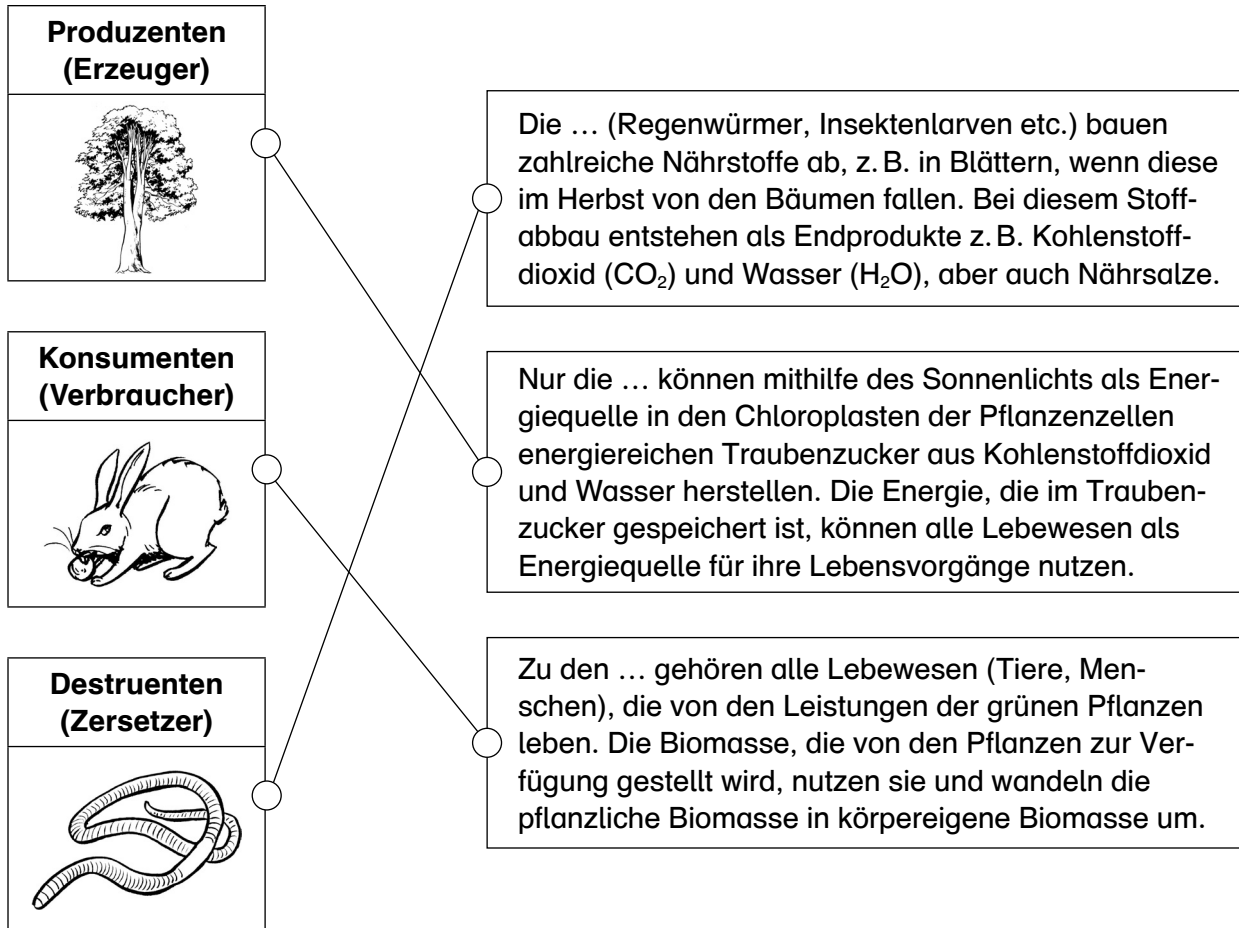 Produzenten
(Erzeuger)
Konsumenten
(Verbraucher)
Destruenten
(Zersetzer)
Die … (Regenwürmer, Insektenlarven etc.) bauen
zahlreiche Nährstoffe ab, z. B. in Blättern, wenn diese
im Herbst von den Bäumen fallen. Bei diesem Stoff-
abbau entstehen als Endprodukte z. B. Kohlenstoff-
dioxid (CO₂) und Wasser (H₂O), aber auch Nährsalze.
Nur die … können mithilfe des Sonnenlichts als Ener-
giequelle in den Chloroplasten der Pflanzenzellen
energiereichen Traubenzucker aus Kohlenstoffdioxid
und Wasser herstellen. Die Energie, die im Trauben-
zucker gespeichert ist, können alle Lebewesen als
Energiequelle für ihre Lebensvorgänge nutzen.
Zu den … gehören alle Lebewesen (Tiere, Men-
schen), die von den Leistungen der grünen Pflanzen
leben. Die Biomasse, die von den Pflanzen zur Ver-
fügung gestellt wird, nutzen sie und wandeln die
pflanzliche Biomasse in körpereigene Biomasse um.